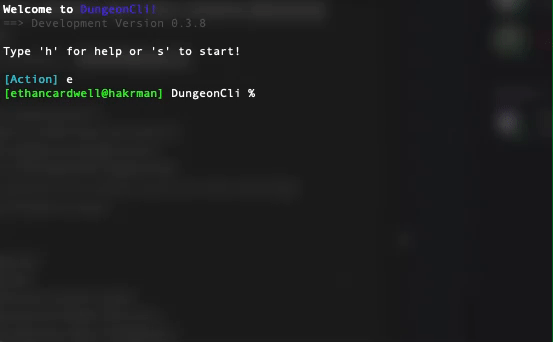 Welcome to DungeonCli!
==> Development Version 0.3.8
Type 'h' for help or 's' to start!
[Action] e
[ethancardwell@hakrman] DungeonCli %